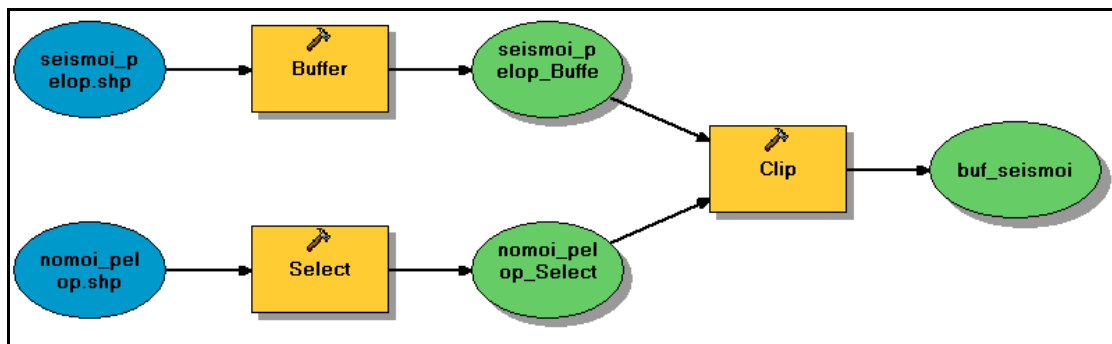 seismoi_p
elop.shp
Buffer
seismoi_p
elop_Buffe
Clip
buf_seismoi
nomoi_pel
op.shp
Select
nomoi_pel
op_Select